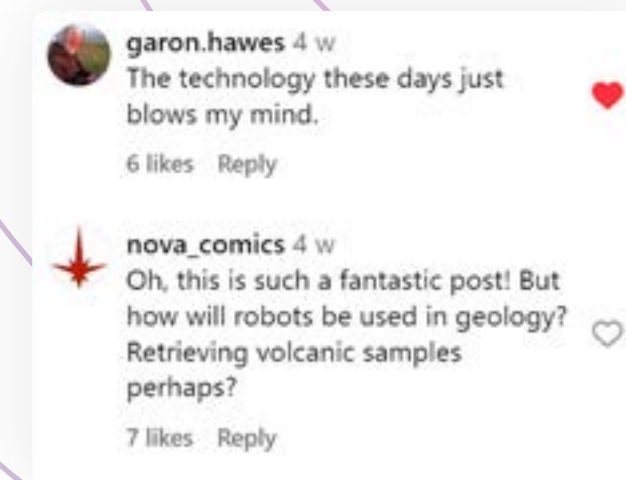 garon.hawes 4 w
The technology these days just
blows my mind.
6 likes Reply
nova_comics 4 w
Oh, this is such a fantastic post! But
how will robots be used in geology?
Retrieving volcanic samples
perhaps?
7 likes Reply